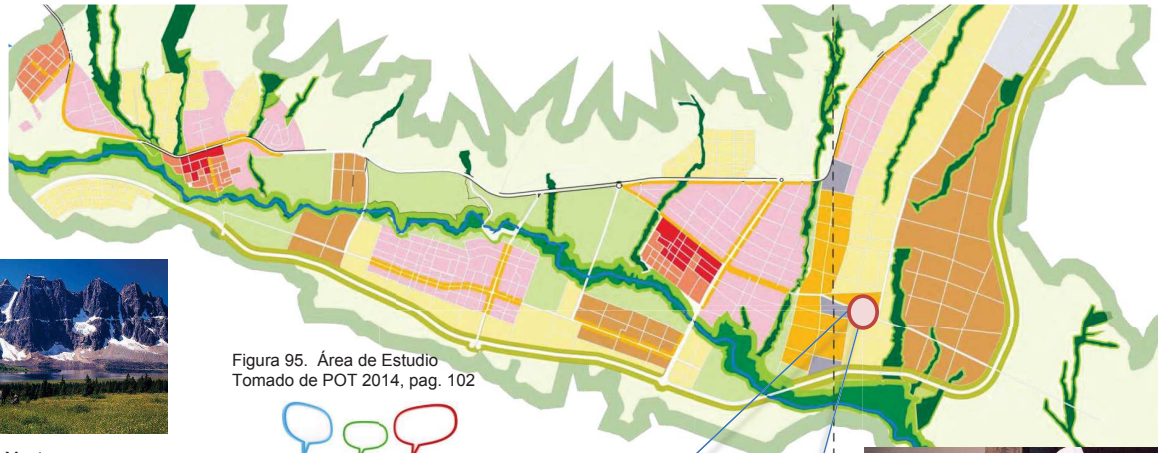 Figura 95. Área de Estudio
Tomado de POT 2014, pag. 102